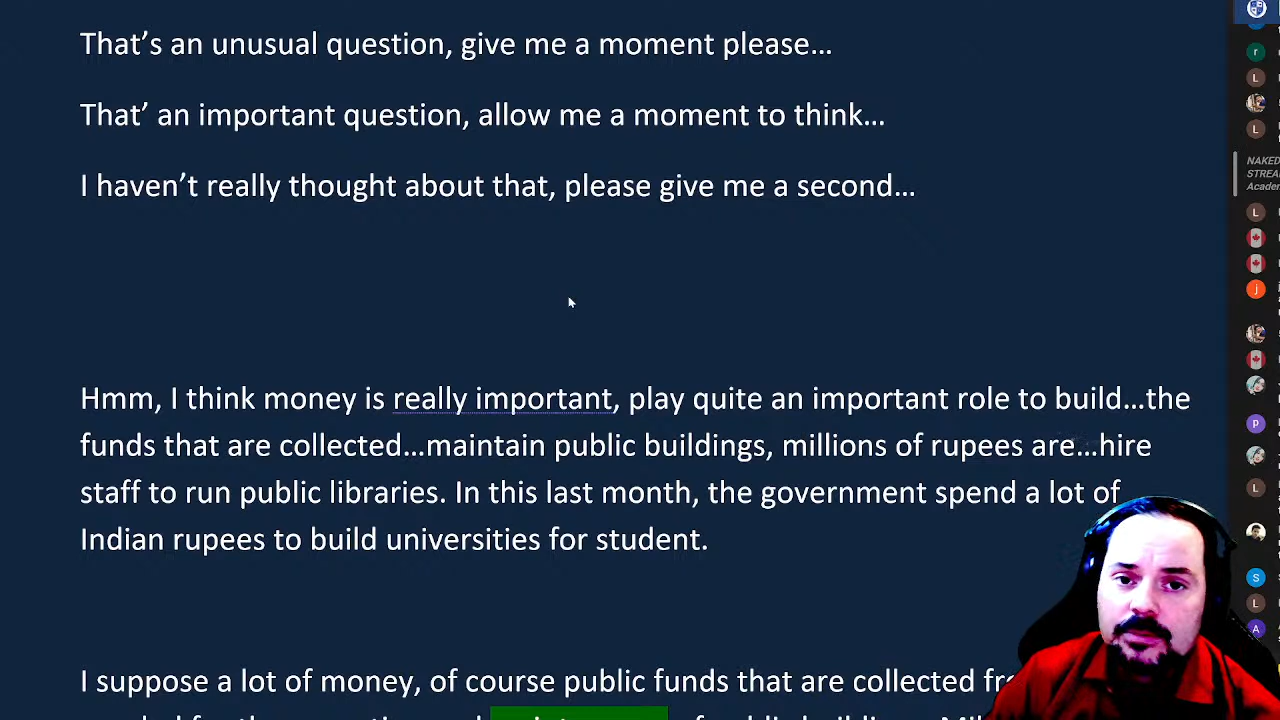 That’s an unusual question, give me a moment please…
That’ an important question, allow me a moment to think…
I haven’t really thought about that, please give me a second…
NAKED
STREA
Acader
Hmm, I think money is really important, play quite an important role to build…the
funds that are collected…maintain public buildings, millions of rupees are…hire
staff to run public libraries. In this last month, the government spend a lot of
Indian rupees to build universities for student.
I suppose a lot of money, of course public funds that are collected